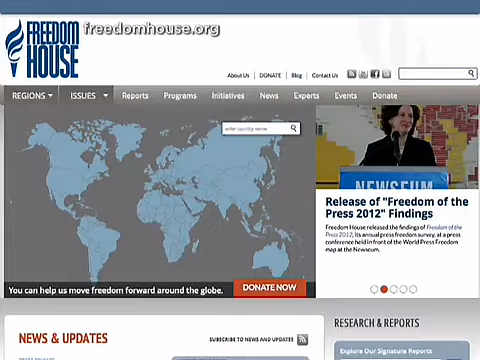 FREEDOM
HOUSE
freedomhouse.org
About Us DONATE Blog Contact Us
REGIONS ISSUES Reports Programs Initiatives News Experts Events Donate
enter country name
NEWSEUM
Release of "Freedom of the
Press 2012" Findings
Freedom House released the findings of Freedom of the
Press 2012, its annual press freedom survey, at a press
conference held in front of the World Press Freedom
map at the Newseum.
You can help us move freedom forward around the globe. DONATE NOW
NEWS & UPDATES
SUBSCRIBE TO NEWS AND UPDATES
RESEARCH & REPORTS
Explore Our Signature Reports
PRESS RELEASE